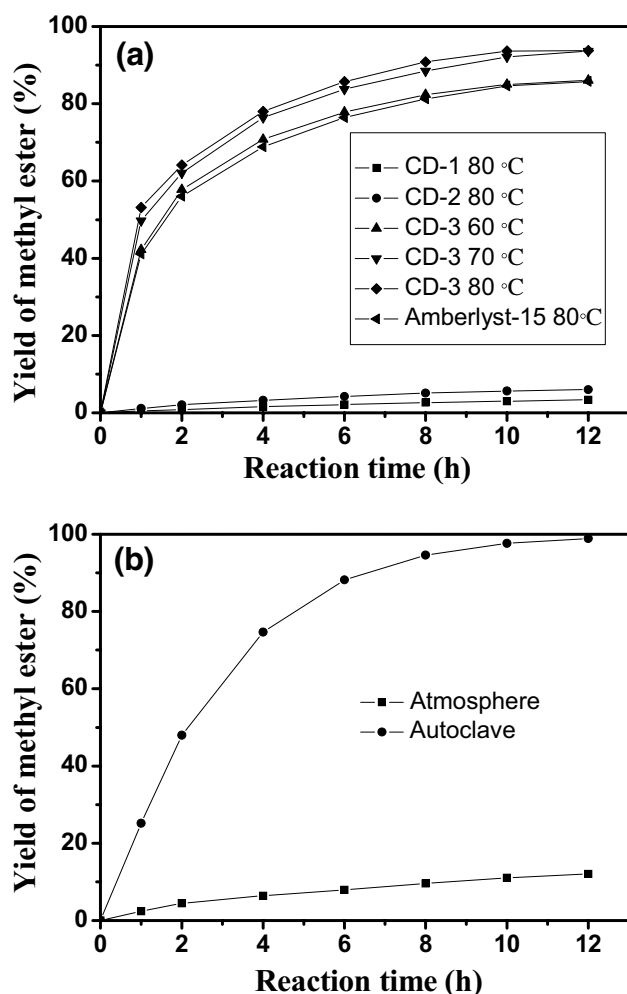 (a)
Yield of methyl ester (%)
100
80
60
40
20
0
CD-1 80 °C
CD-2 80 °C
CD-3 60 °C
CD-3 70 °C
CD-3 80 °C
Amberlyst-15 80°C
0 2 4 6 8 10 12
Reaction time (h)
(b)
Yield of methyl ester (%)
100
80
60
40
20
0
Atmosphere
Autoclave
0 2 4 6 8 10 12
Reaction time (h)